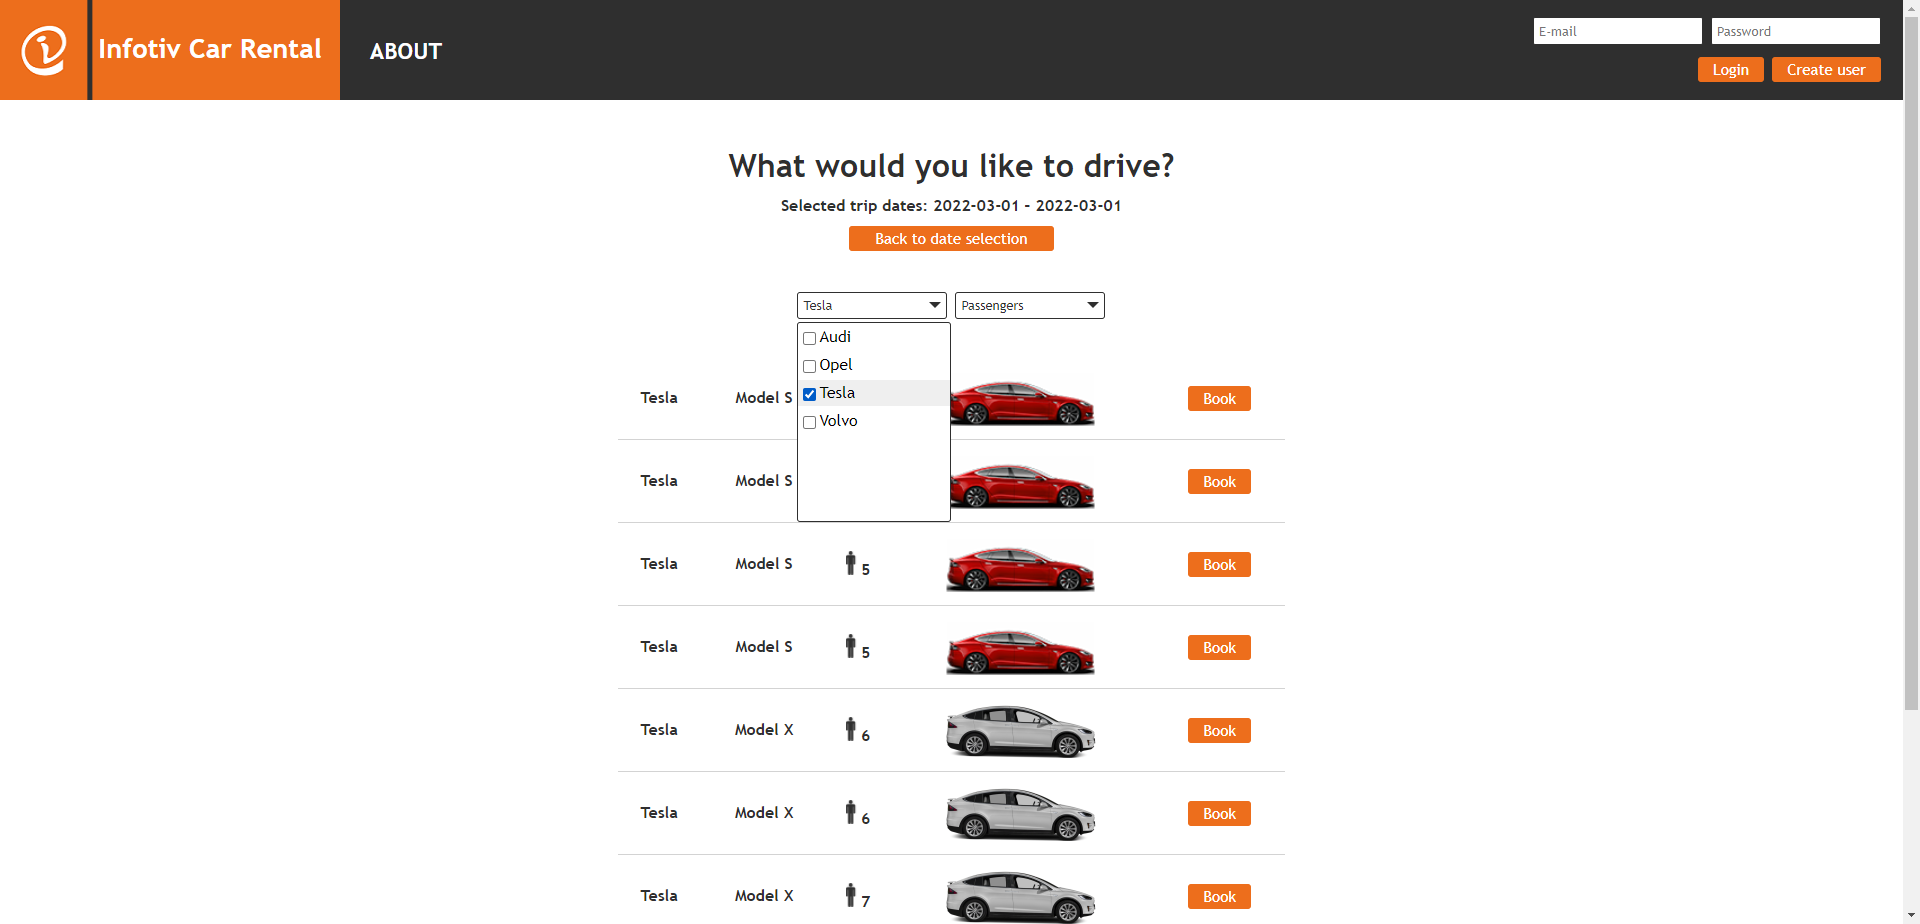 Infotiv Car Rental
ABOUT
E-mail
Password
Login
Create user
What would you like to drive?
Selected trip dates: 2022-03-01 - 2022-03-01
Back to date selection
Tesla
Passengers
Audi
Opel
Tesla
Volvo
Tesla Model S Book
Tesla Model S Book
Tesla Model S 5 Book
Tesla Model S 5 Book
Tesla Model X 6 Book
Tesla Model X 6 Book
Tesla Model X 7 Book